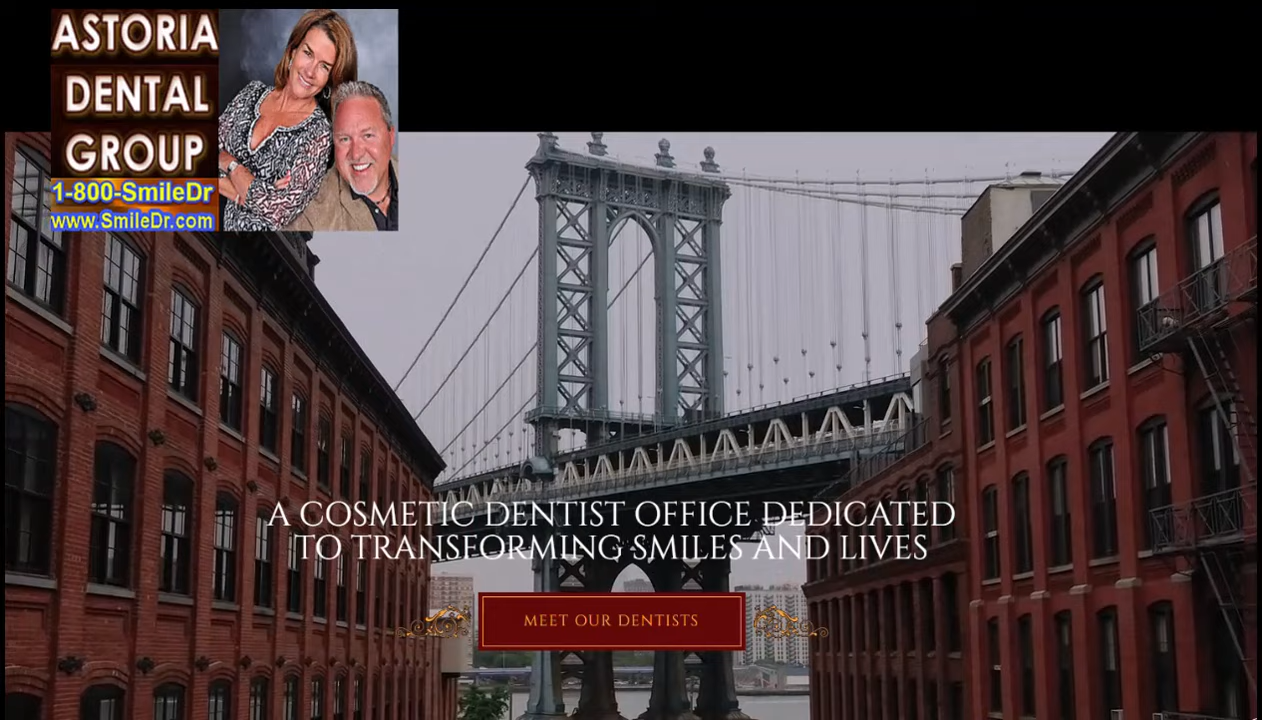 ASTORIA
DENTAL
GROUP
1-800-SmileDr
www.SmileDr.com
A COSMETIC DENTIST OFFICE DEDICATED
TO TRANSFORMING SMILES AND LIVES
MEET OUR DENTISTS